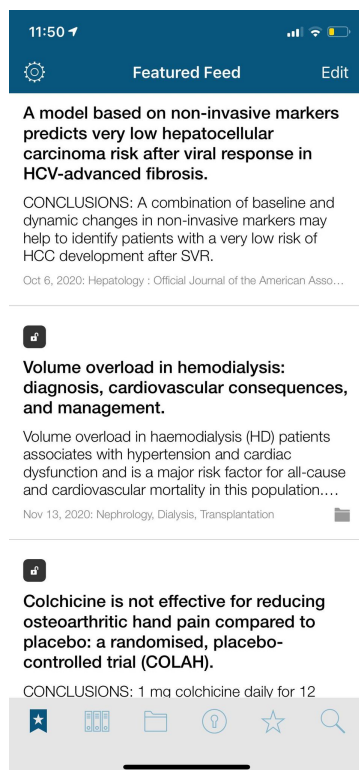 11:50
Featured Feed
Edit
A model based on non-invasive markers
predicts very low hepatocellular
carcinoma risk after viral response in
HCV-advanced fibrosis.
CONCLUSIONS: A combination of baseline and
dynamic changes in non-invasive markers may
help to identify patients with a very low risk of
HCC development after SVR.
Oct 6, 2020: Hepatology : Official Journal of the American Asso...
Volume overload in hemodialysis:
diagnosis, cardiovascular consequences,
and management.
Volume overload in haemodialysis (HD) patients
associates with hypertension and cardiac
dysfunction and is a major risk factor for all-cause
and cardiovascular mortality in this population....
Nov 13, 2020: Nephrology, Dialysis, Transplantation
Colchicine is not effective for reducing
osteoarthritic hand pain compared to
placebo: a randomised, placebo-
controlled trial (COLAH).
CONCLUSIONS: 1 mg colchicine daily for 12